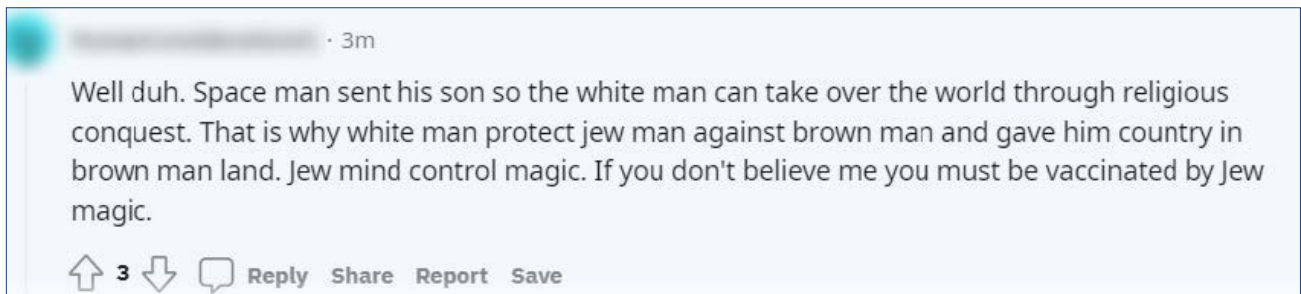 · 3m
Well duh. Space man sent his son so the white man can take over the world through religious
conquest. That is why white man protect jew man against brown man and gave him country in
brown man land. Jew mind control magic. If you don't believe me you must be vaccinated by Jew
magic.
3 Reply Share Report Save